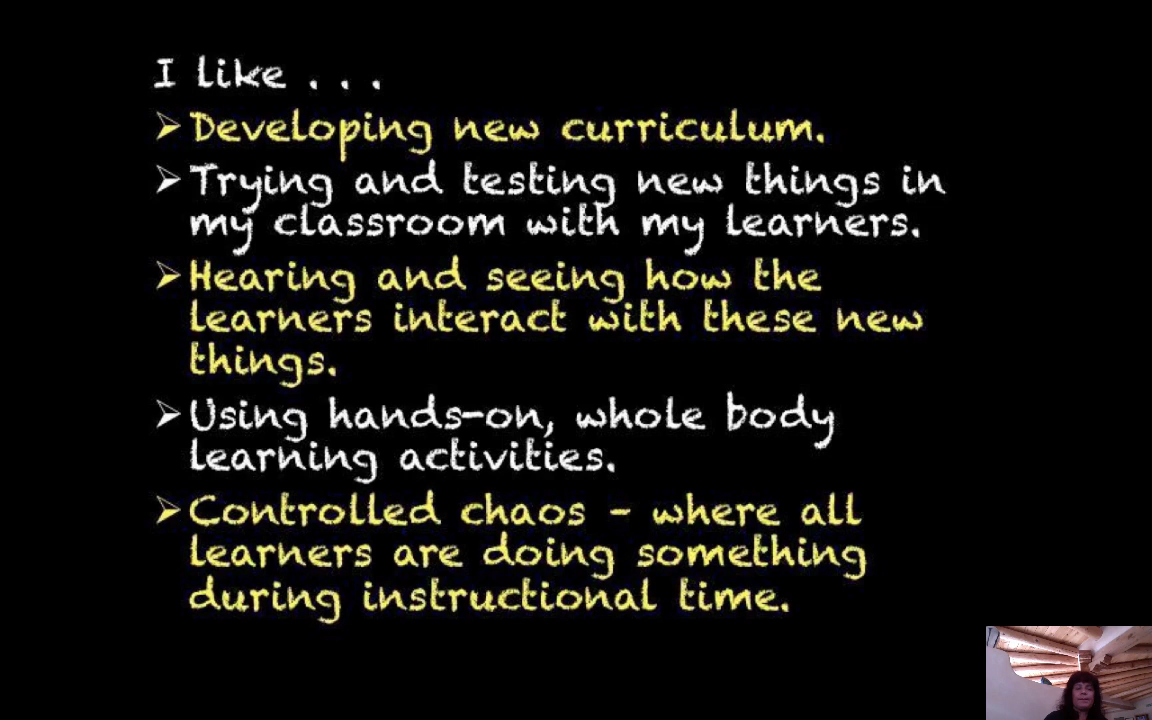 I like . . .
➢Developing new curriculum.
➢Trying and testing new things in
my classroom with my learners.
➢Hearing and seeing how the
learners interact with these new
things.
➢Using hands-on, whole body
learning activities.
➢Controlled chaos – where all
learners are doing something
during instructional time.